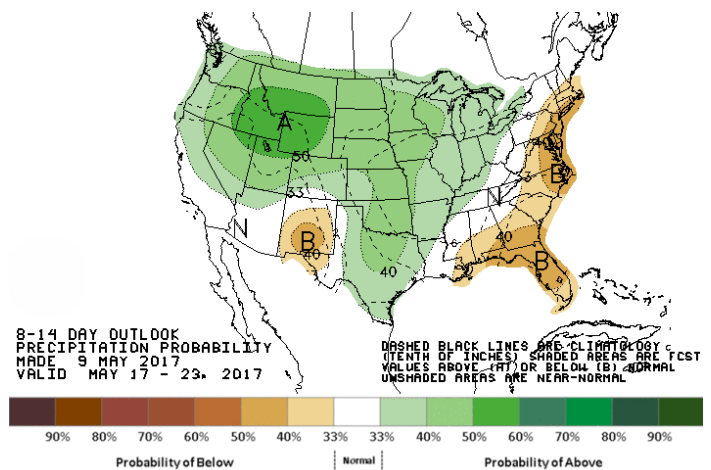 A
50
33
N
B
40
40
N
16
33
40
B
40
B
8-14 DAY OUTLOOK
PRECIPITATION PROBABILITY
MADE 9 MAY 2017
VALID MAY 17 - 23, 2017
DASHED BLACK LINES ARE CLIMATOLOGY
(TENTH OF INCHES) SHADED AREAS ARE FCST
VALUES ABOVE (A) OR BELOW (B) NORMAL
UNSHADED AREAS ARE NEAR-NORMAL
90% 80% 70% 60% 50% 40% 33% 33% 40% 50% 60% 70% 80% 90%
Probability of Below Normal Probability of Above